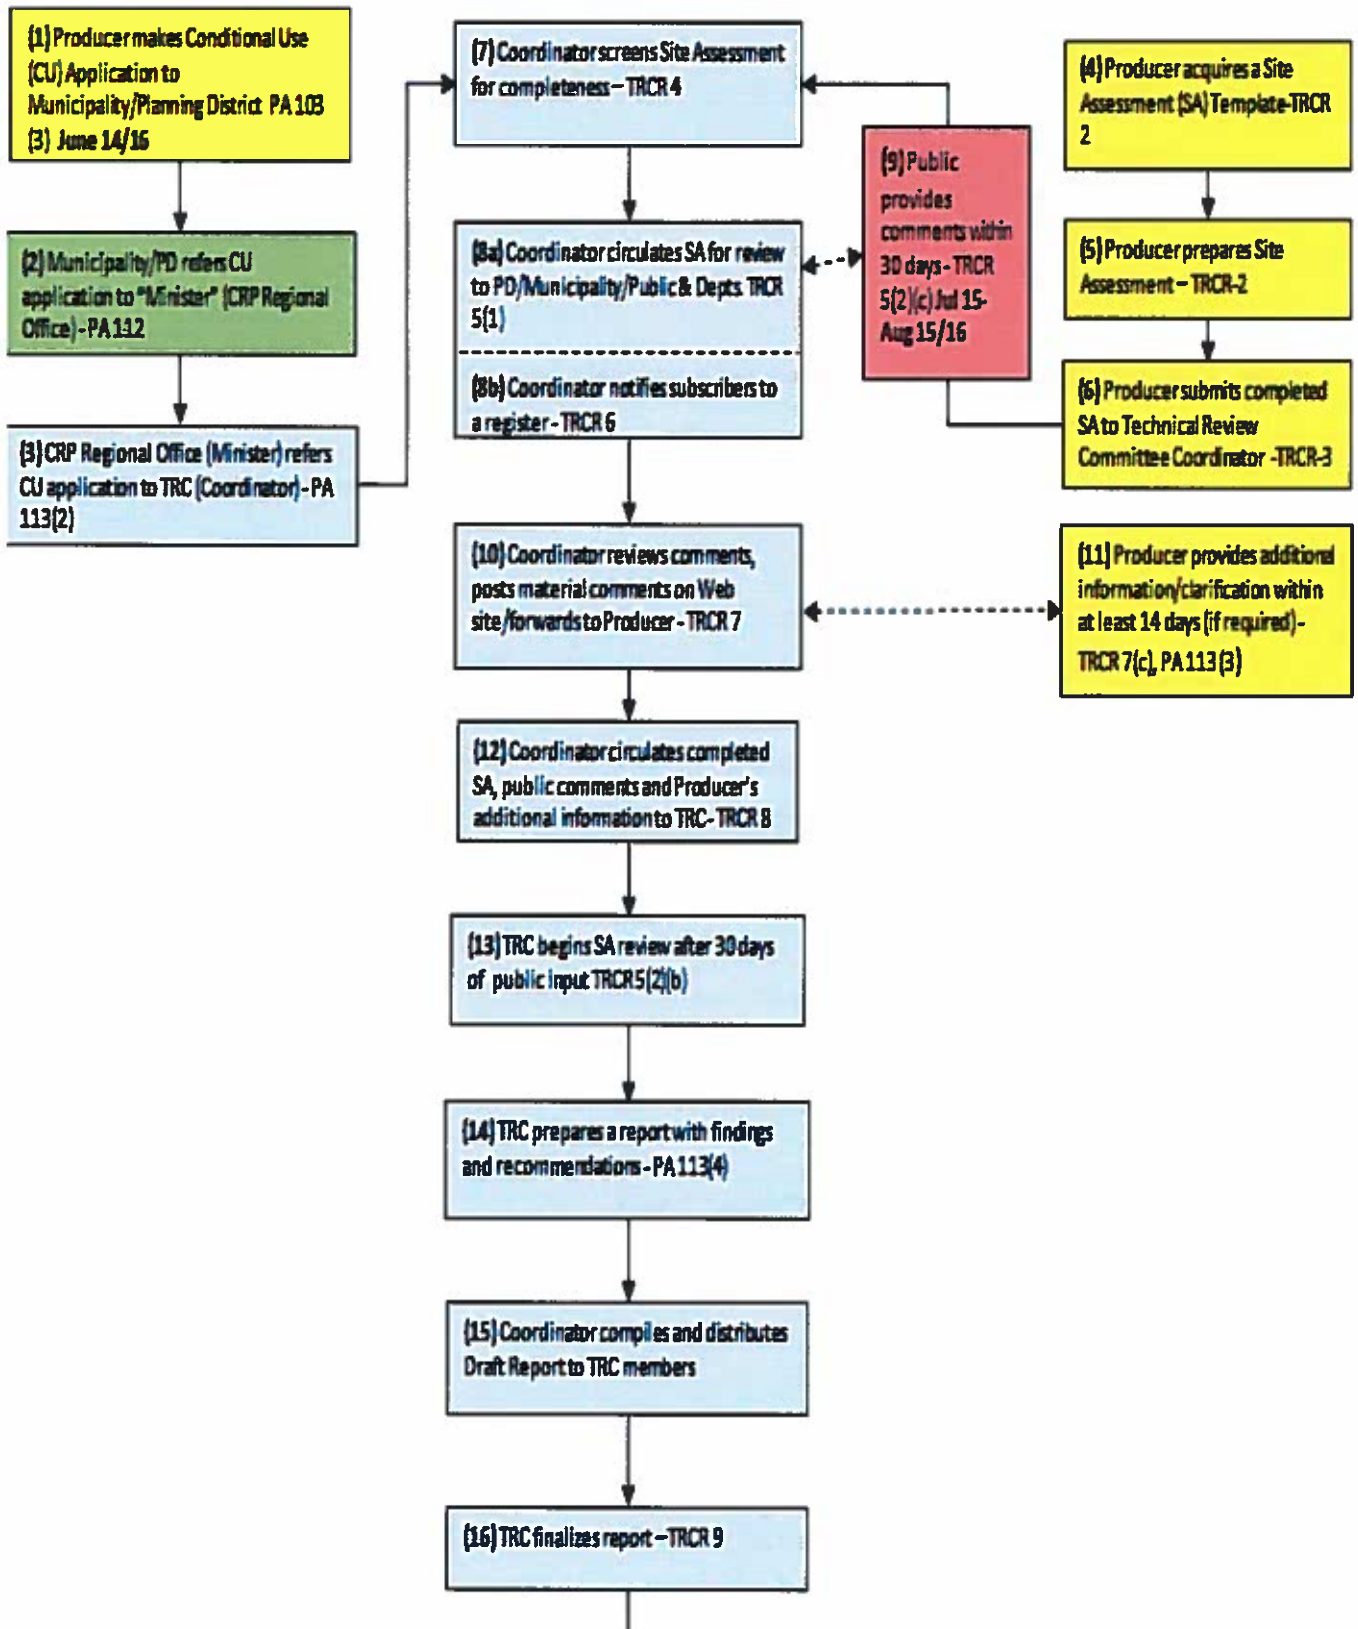 (1) Producer makes Conditional Use
(CU) Application to
Municipality/Planning District PA 103
(3) June 14/16
(2) Municipality/PD refers CU
application to "Minister" (CRP Regional
Office) - PA 112
(3) CRP Regional Office (Minister) refers
CU application to TRC (Coordinator) - PA
113(2)
(4) Producer acquires a Site
Assessment (SA) Template-TRCR
2
(5) Producer prepares Site
Assessment – TRCR-2
(6) Producer submits completed
SA to Technical Review
Committee Coordinator -TRCR-3
(7) Coordinator screens Site Assessment
for completeness – TRCR 4
(8a) Coordinator circulates SA for review
to PD/Municipality/Public & Depts. TRCR
5(1)
(8b) Coordinator notifies subscribers to
a register - TRCR 6
(9) Public
provides
comments within
30 days - TRCR
5(2)(c) Jul 15-
Aug 15/16
(10) Coordinator reviews comments,
posts material comments on Web
site/forwards to Producer - TRCR 7
(11) Producer provides additional
information/clarification within
at least 14 days (if required) -
TRCR 7(c), PA 113 (3)
(12) Coordinator circulates completed
SA, public comments and Producer's
additional information to TRC - TRCR 8
(13) TRC begins SA review after 30 days
of public input TRCR 5(2)(b)
(14) TRC prepares a report with findings
and recommendations - PA 113(4)
(15) Coordinator compiles and distributes
Draft Report to TRC members
(16) TRC finalizes report – TRCR 9